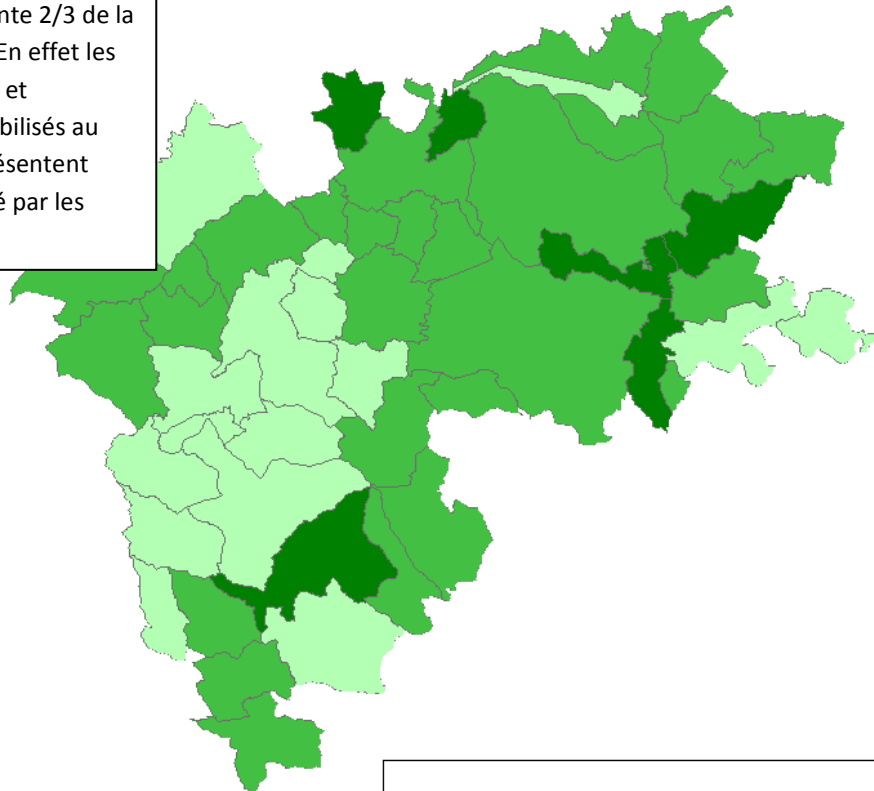 nte 2/3 de la
En effet les
et
bilisés au
ésentent
é par les